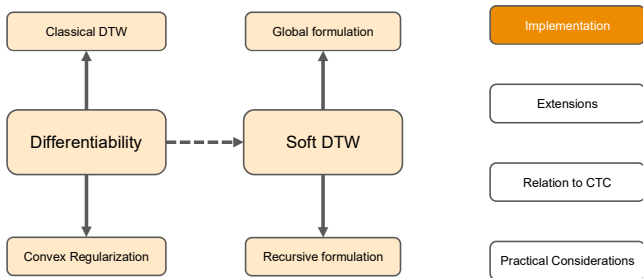 Classical DTW
Global formulation
Implementation
Extensions
Differentiability
Soft DTW
Relation to CTC
Convex Regularization
Recursive formulation
Practical Considerations